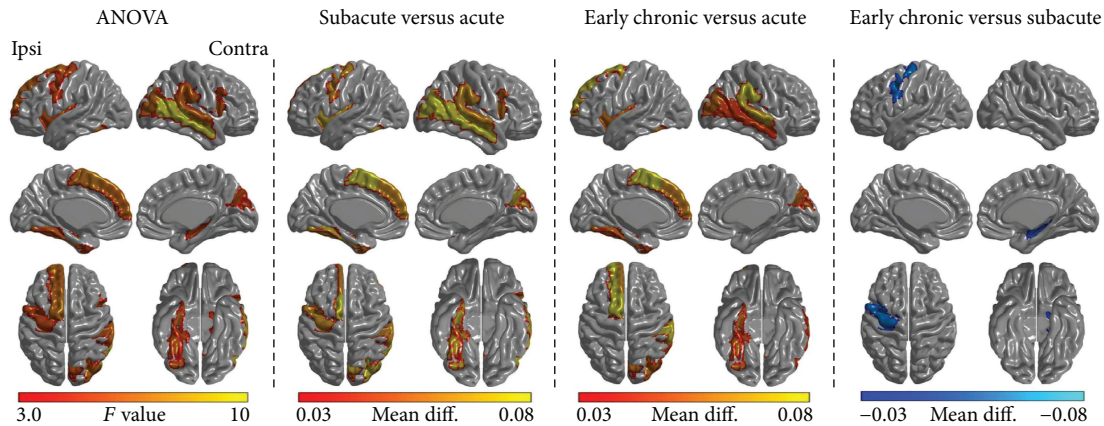 ANOVA
Subacute versus acute
Early chronic versus acute
Early chronic versus subacute
Ipsi
Contra
3.0 F value 10
0.03 Mean diff. 0.08
0.03 Mean diff. 0.08
−0.03 Mean diff. -0.08